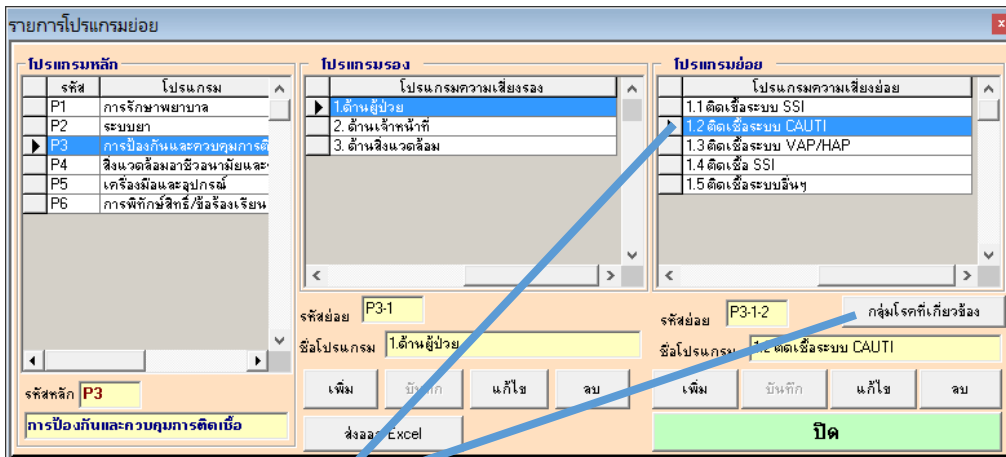 รายการโปรแกรมย่อย
x
โปรแกรมหลัก
รหัส โปรแกรม
P1 การรักษาพยาบาล
P2 ระบบยา
P3 การป้องกันและควบคุมการติ
P4 สิ่งแวดล้อมอาชีวอนามัยและ
P5 เครื่องมือและอุปกรณ์
P6 การพิทักษ์สิทธิ์/ข้อร้องเรียน
รหัสหลัก P3
การป้องกันและควบคุมการติดเชื้อ
โปรแกรมรอง
โปรแกรมความเสี่ยงรอง
1.ด้านผู้ป่วย
2. ด้านเจ้าหน้าที่
3. ด้านสิ่งแวดล้อม
รหัสย่อย P3-1
ชื่อโปรแกรม 1.ด้านผู้ป่วย
เพิ่ม บันทึก แก้ไข ลบ
ส่งออก Excel
โปรแกรมย่อย
โปรแกรมความเสี่ยงย่อย
1.1 ติดเชื้อระบบ SSI
1.2 ติดเชื้อระบบ CAUTI
1.3 ติดเชื้อระบบ VAP/HAP
1.4 ติดเชื้อ SSI
1.5 ติดเชื้อระบบอื่นๆ
รหัสย่อย P3-1-2 กลุ่มโรคที่เกี่ยวข้อง
ชื่อโปรแกรม 1.2 ติดเชื้อระบบ CAUTI
เพิ่ม บันทึก แก้ไข ลบ
ปิด